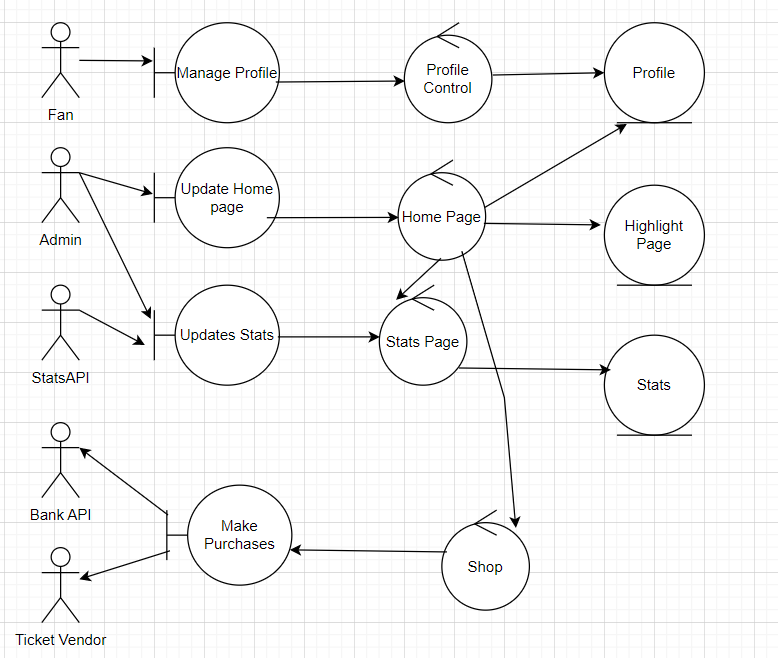 Manage Profile
Profile
Control
Profile
Fan
Update Home
page
Home Page
Highlight
Page
Admin
Updates Stats
Stats Page
StatsAPI
Stats
Bank API
Make
Purchases
Shop
Ticket Vendor